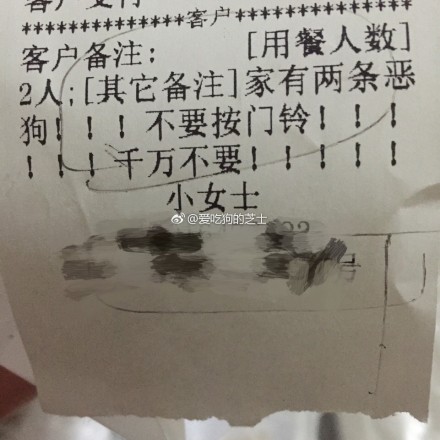 *************客户**************
客户备注：　　[用餐人数]
2人;[其它备注]家有两条恶
狗！！！不要按门铃！！！
！！！千万不要！！！！！
小女士
@爱吃狗的芝士